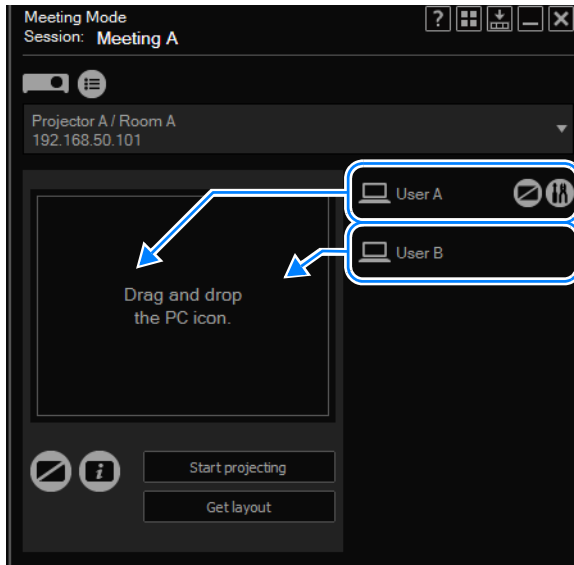 Meeting Mode
Session: Meeting A
?
Projector A / Room A
192.168.50.101
User A
User B
Drag and drop
the PC icon.
i
Start projecting
Get layout